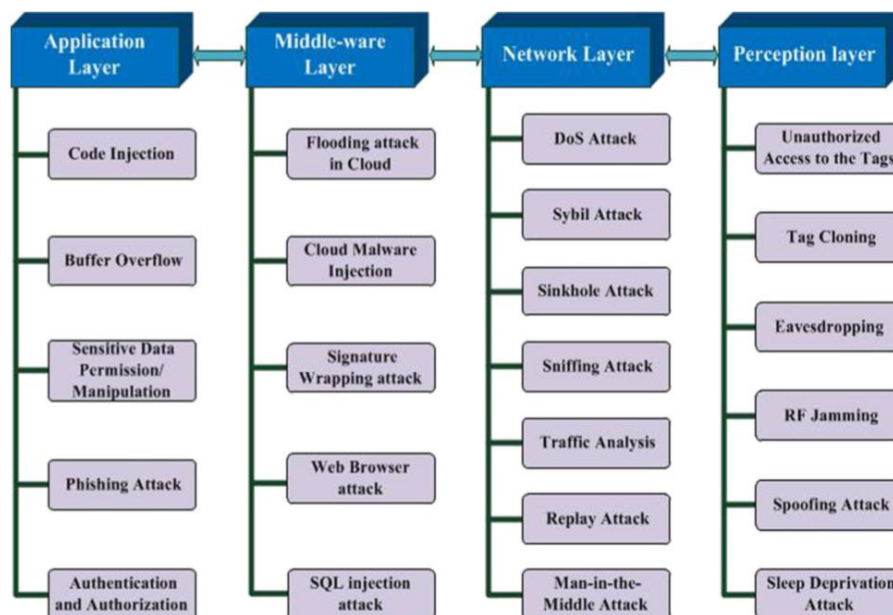 Application
Layer
Middle-ware
Layer
Network Layer
Perception layer
Code Injection
Buffer Overflow
Sensitive Data
Permission/
Manipulation
Phishing Attack
Authentication
and Authorization
Flooding attack
in Cloud
Cloud Malware
Injection
Signature
Wrapping attack
Web Browser
attack
SQL injection
attack
DoS Attack
Sybil Attack
Sinkhole Attack
Sniffing Attack
Traffic Analysis
Replay Attack
Man-in-the-
Middle Attack
Unauthorized
Access to the Tags
Tag Cloning
Eavesdropping
RF Jamming
Spoofing Attack
Sleep Deprivation
Attack